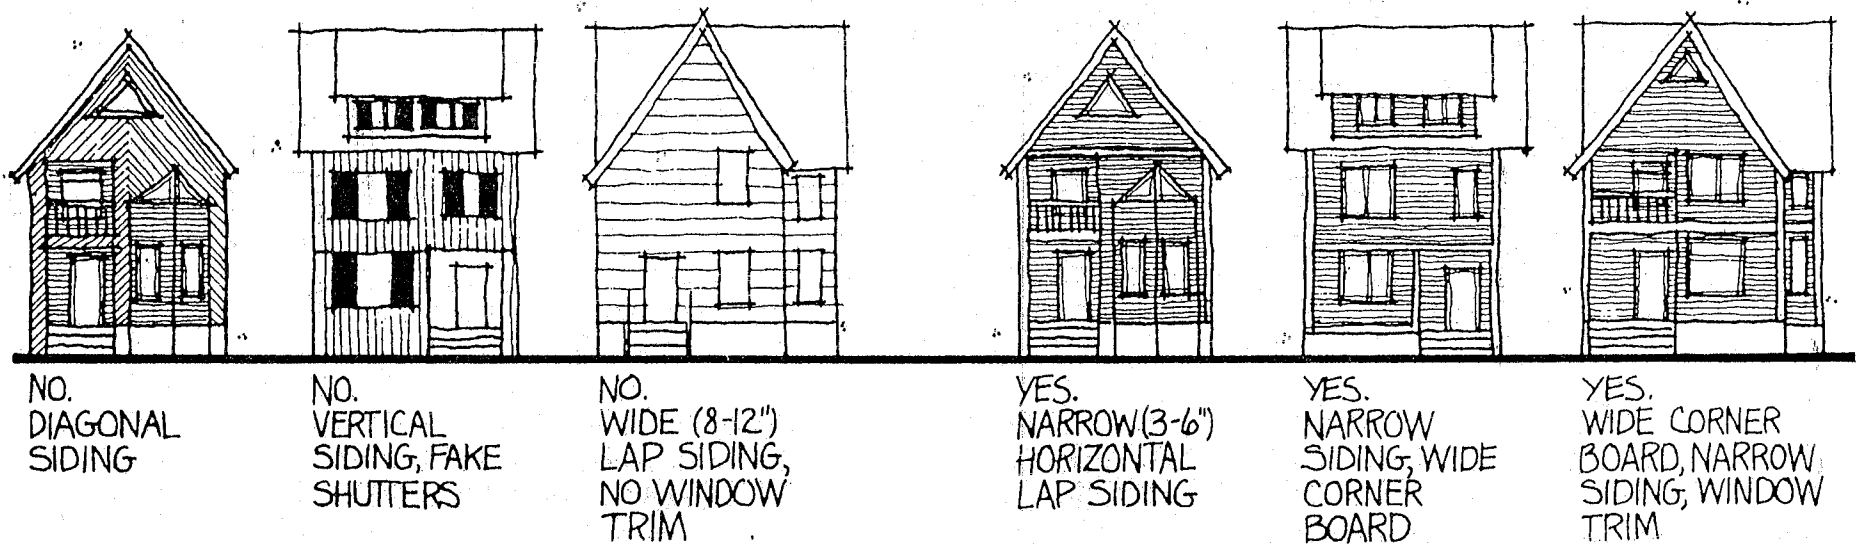 NO.
DIAGONAL
SIDING
NO.
VERTICAL
SIDING, FAKE
SHUTTERS
NO.
WIDE (8-12")
LAP SIDING,
NO WINDOW
TRIM
YES.
NARROW (3-6")
HORIZONTAL
LAP SIDING
YES.
NARROW
SIDING, WIDE
CORNER
BOARD
YES.
WIDE CORNER
BOARD, NARROW
SIDING, WINDOW
TRIM